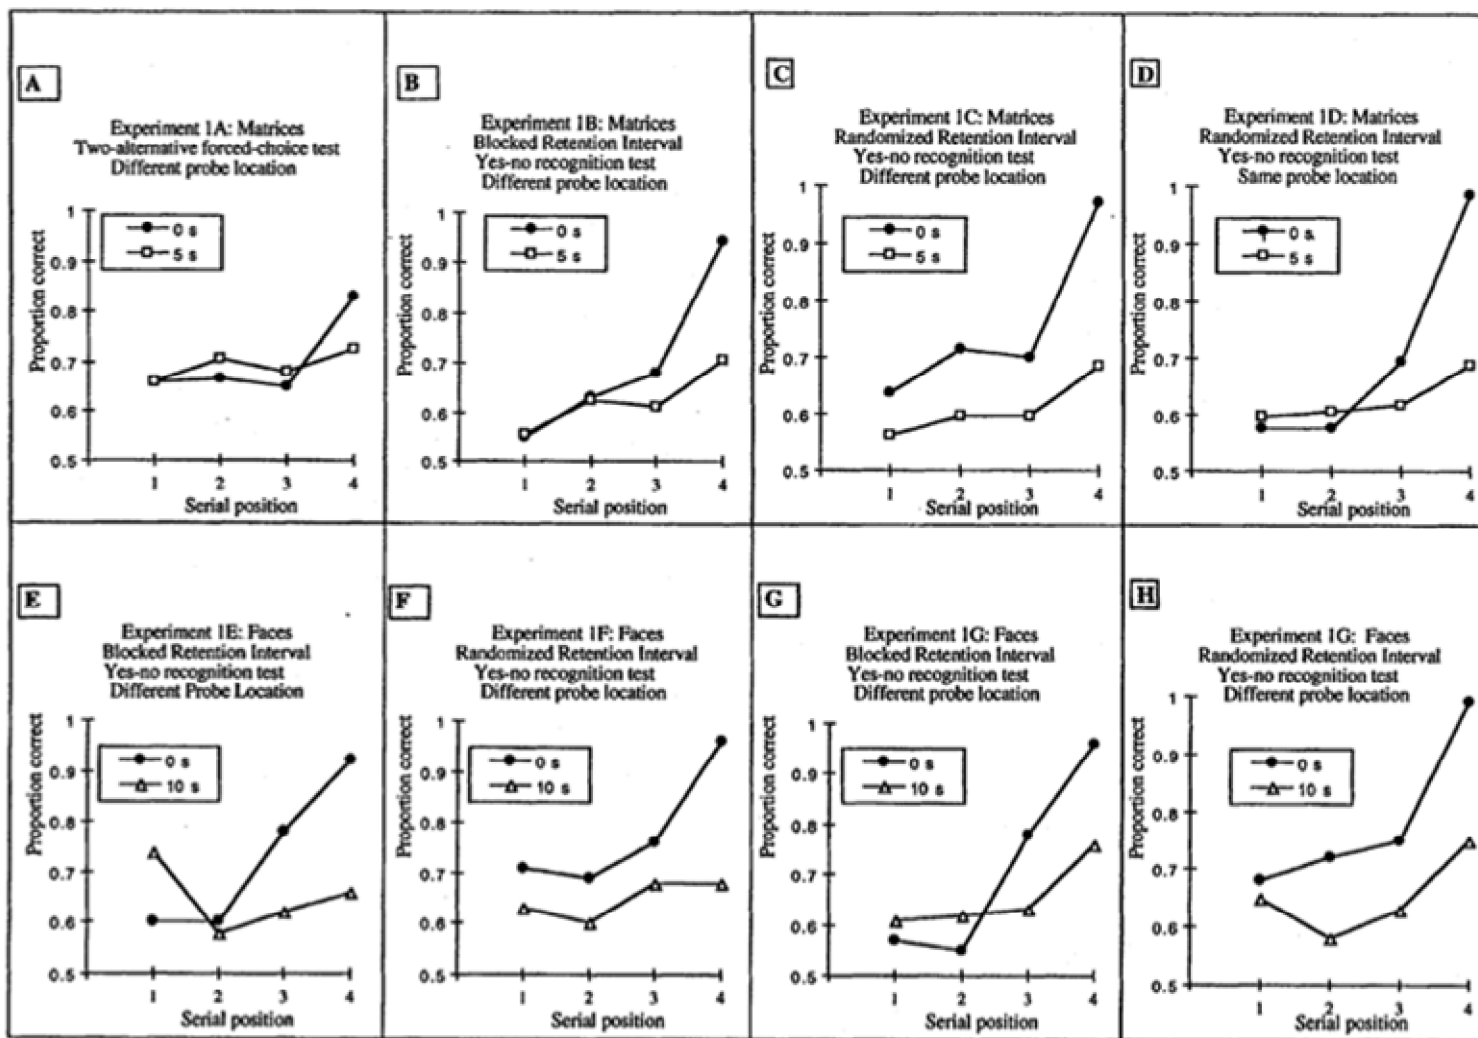 A
Experiment 1A: Matrices
Two-alternative forced-choice test
Different probe location
Proportion correct
1
0.9
0.8
0.7
0.6
0.5
0 s
5 s
1
2
3
4
Serial position
B
Experiment 1B: Matrices
Blocked Retention Interval
Yes-no recognition test
Different probe location
Proportion correct
1
0.9
0.8
0.7
0.6
0.5
0 s
5 s
1
2
3
4
Serial position
C
Experiment 1C: Matrices
Randomized Retention Interval
Yes-no recognition test
Different probe location
Proportion correct
1
0.9
0.8
0.7
0.6
0.5
0 s
5 s
1
2
3
4
Serial position
D
Experiment 1D: Matrices
Randomized Retention Interval
Yes-no recognition test
Same probe location
Proportion correct
1
0.9
0.8
0.7
0.6
0.5
0 s.
5 s
1
2
3
4
Serial position
E
Experiment 1E: Faces
Blocked Retention Interval
Yes-no recognition test
Different Probe Location
Proportion correct
1
0.9
0.8
0.7
0.6
0.5
0 s
10 s
1
2
3
4
Serial position
F
Experiment 1F: Faces
Randomized Retention Interval
Yes-no recognition test
Different probe location
Proportion correct
1
0.9
0.8
0.7
0.6
0.5
0 s
10 s
1
2
3
4
Serial position
G
Experiment 1G: Faces
Blocked Retention Interval
Yes-no recognition test
Different probe location
Proportion correct
1
0.9
0.8
0.7
0.6
0.5
0 s
10 s
1
2
3
4
Serial position
H
Experiment 1G: Faces
Randomized Retention Interval
Yes-no recognition test
Different probe location
Proportion correct
1
0.9
0.8
0.7
0.6
0.5
0 s
10 s
1
2
3
4
Serial position